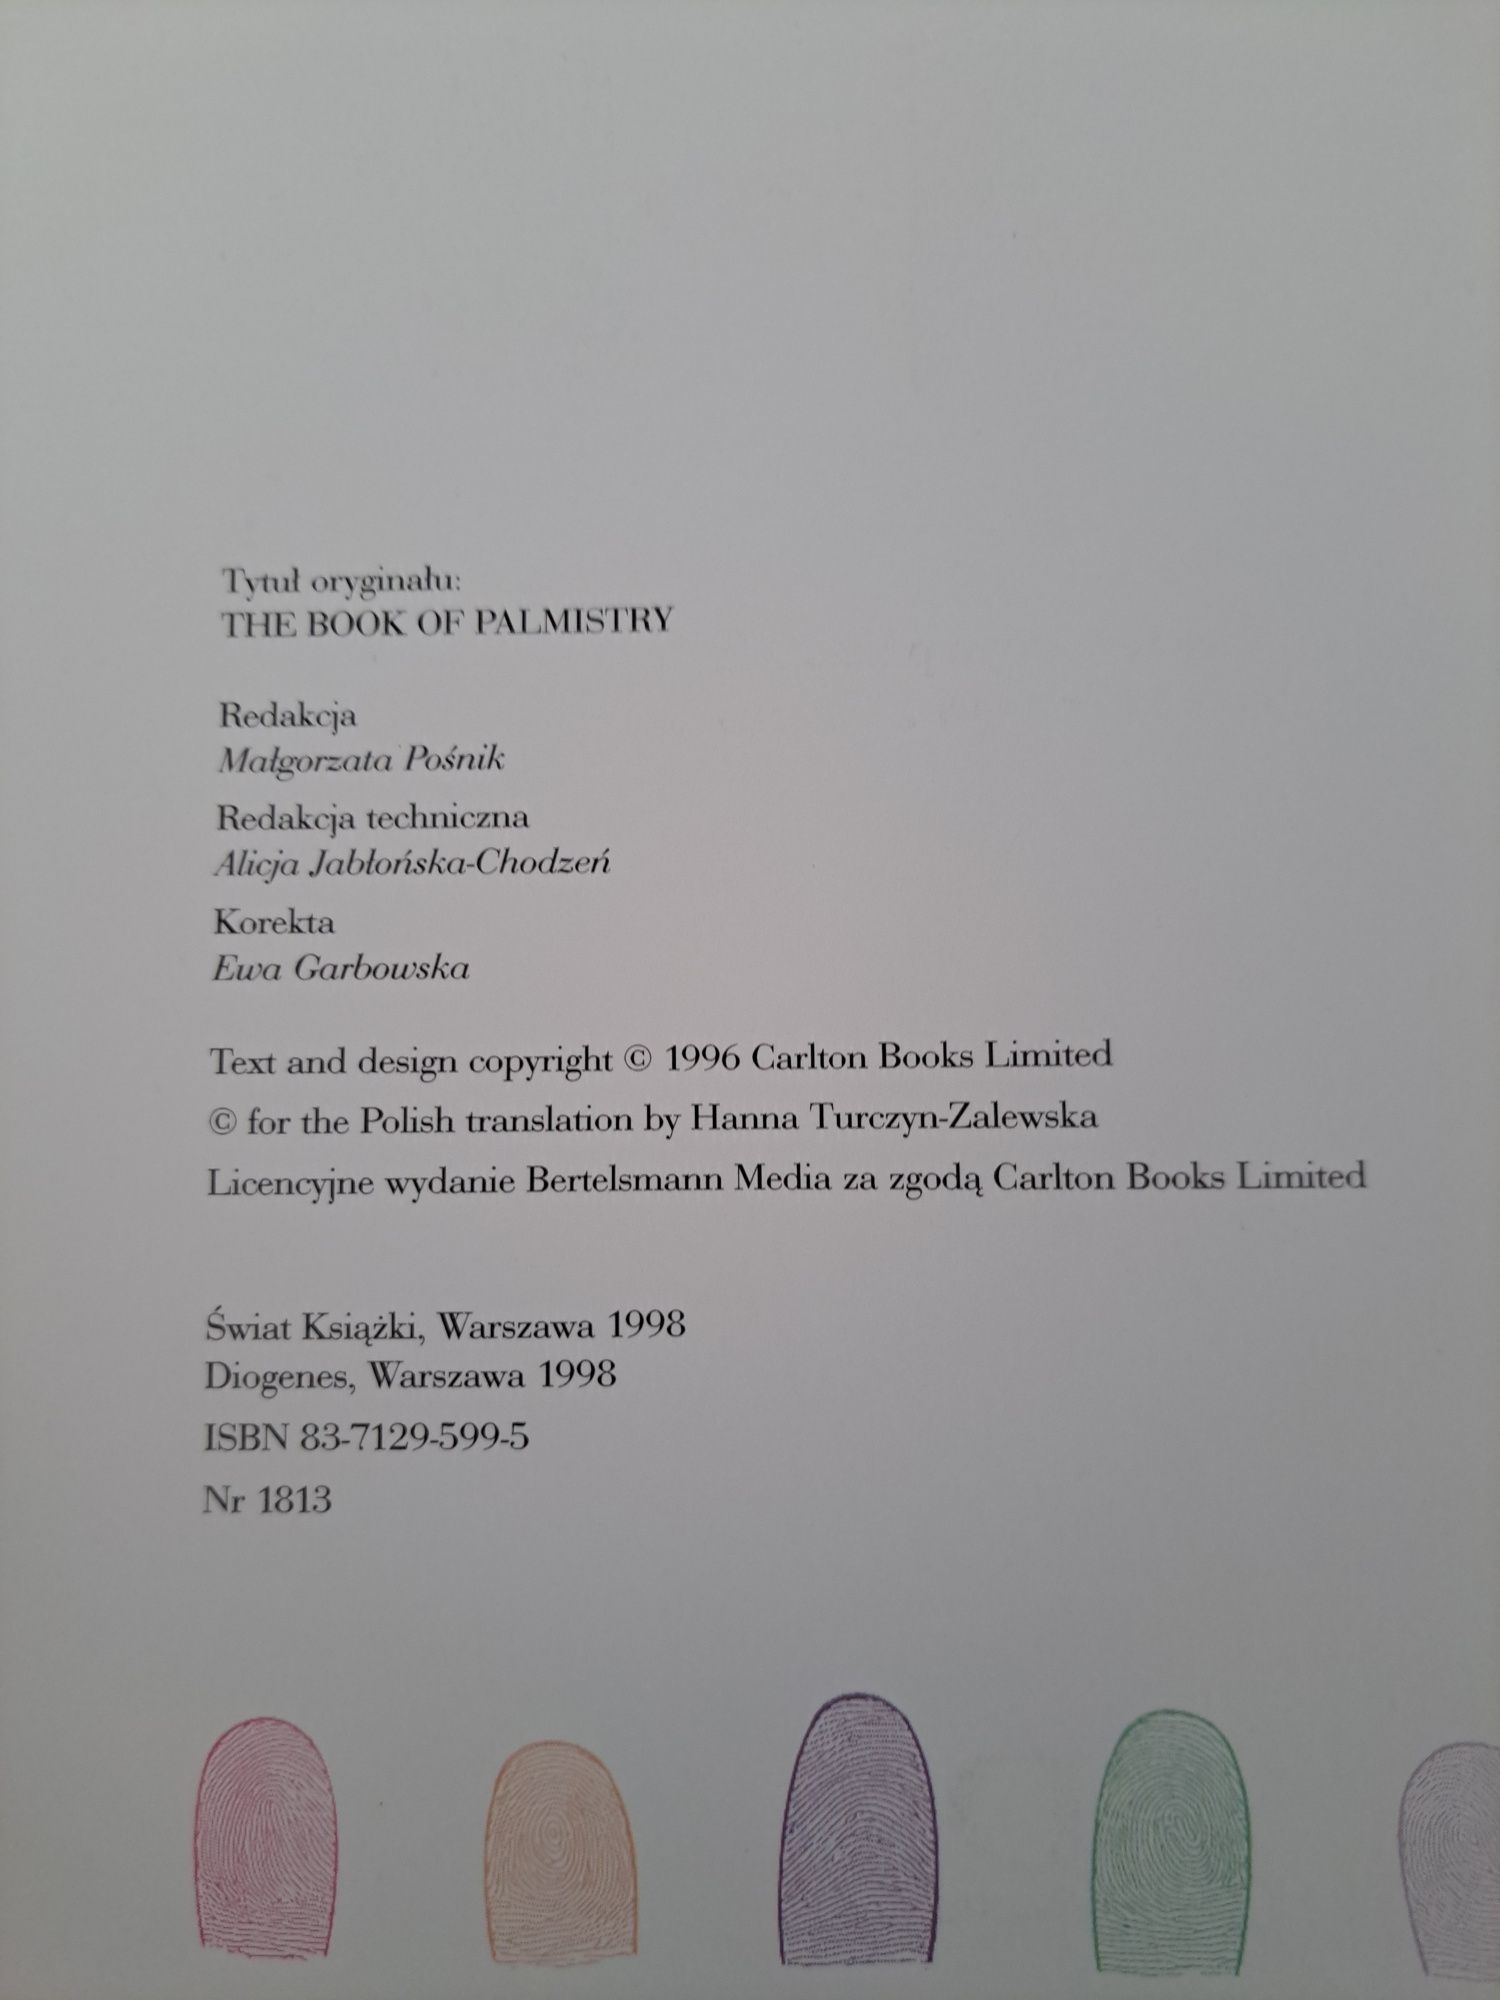 Tytuł oryginału:
THE BOOK OF PALMISTRY
Redakcja
Małgorzata Pośnik
Redakcja techniczna
Alicja Jabłońska-Chodzeń
Korekta
Ewa Garbowska
Text and design copyright © 1996 Carlton Books Limited
© for the Polish translation by Hanna Turczyn-Zalewska
Licencyjne wydanie Bertelsmann Media za zgodą Carlton Books Limited
Świat Książki, Warszawa 1998
Diogenes, Warszawa 1998
ISBN 83-7129-599-5
Nr 1813